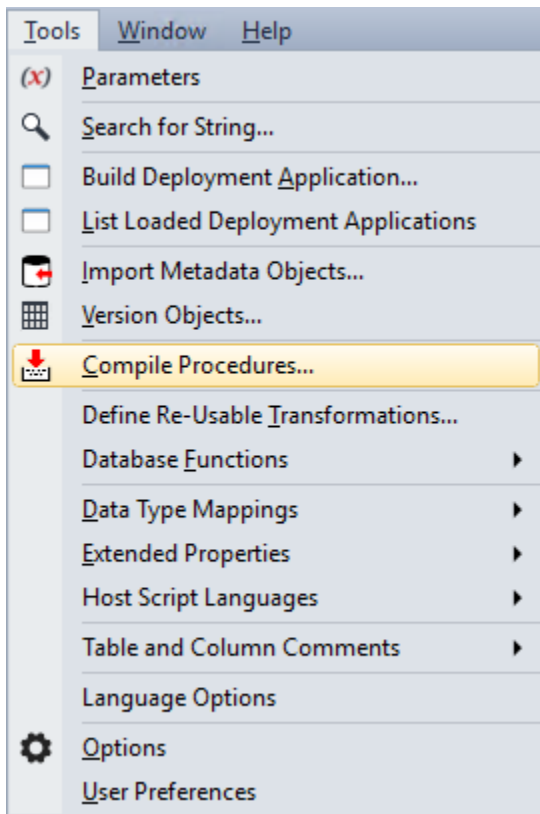 Tools Window Help
(x) Parameters
Search for String...
Build Deployment Application...
List Loaded Deployment Applications
Import Metadata Objects...
Version Objects...
Compile Procedures...
Define Re-Usable Transformations...
Database Functions
Data Type Mappings
Extended Properties
Host Script Languages
Table and Column Comments
Language Options
Options
User Preferences